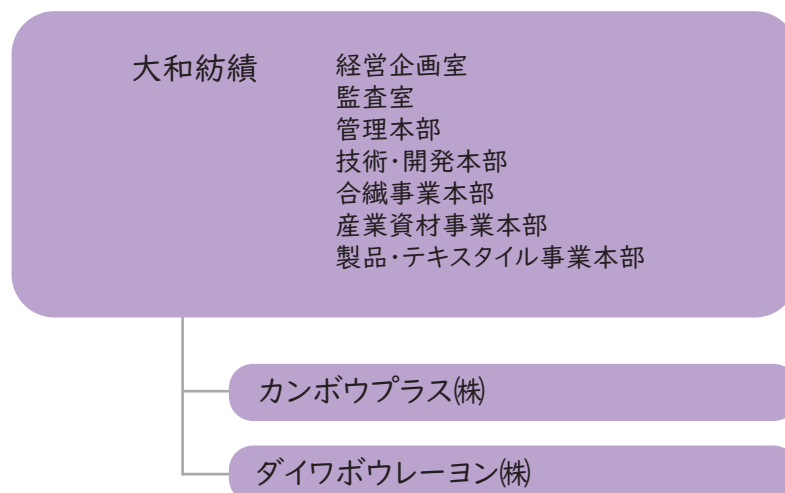 大和紡績
経営企画室
監査室
管理本部
技術・開発本部
合繊事業本部
産業資材事業本部
製品・テキスタイル事業本部
カンボウプラス㈱
ダイワボウレーヨン㈱